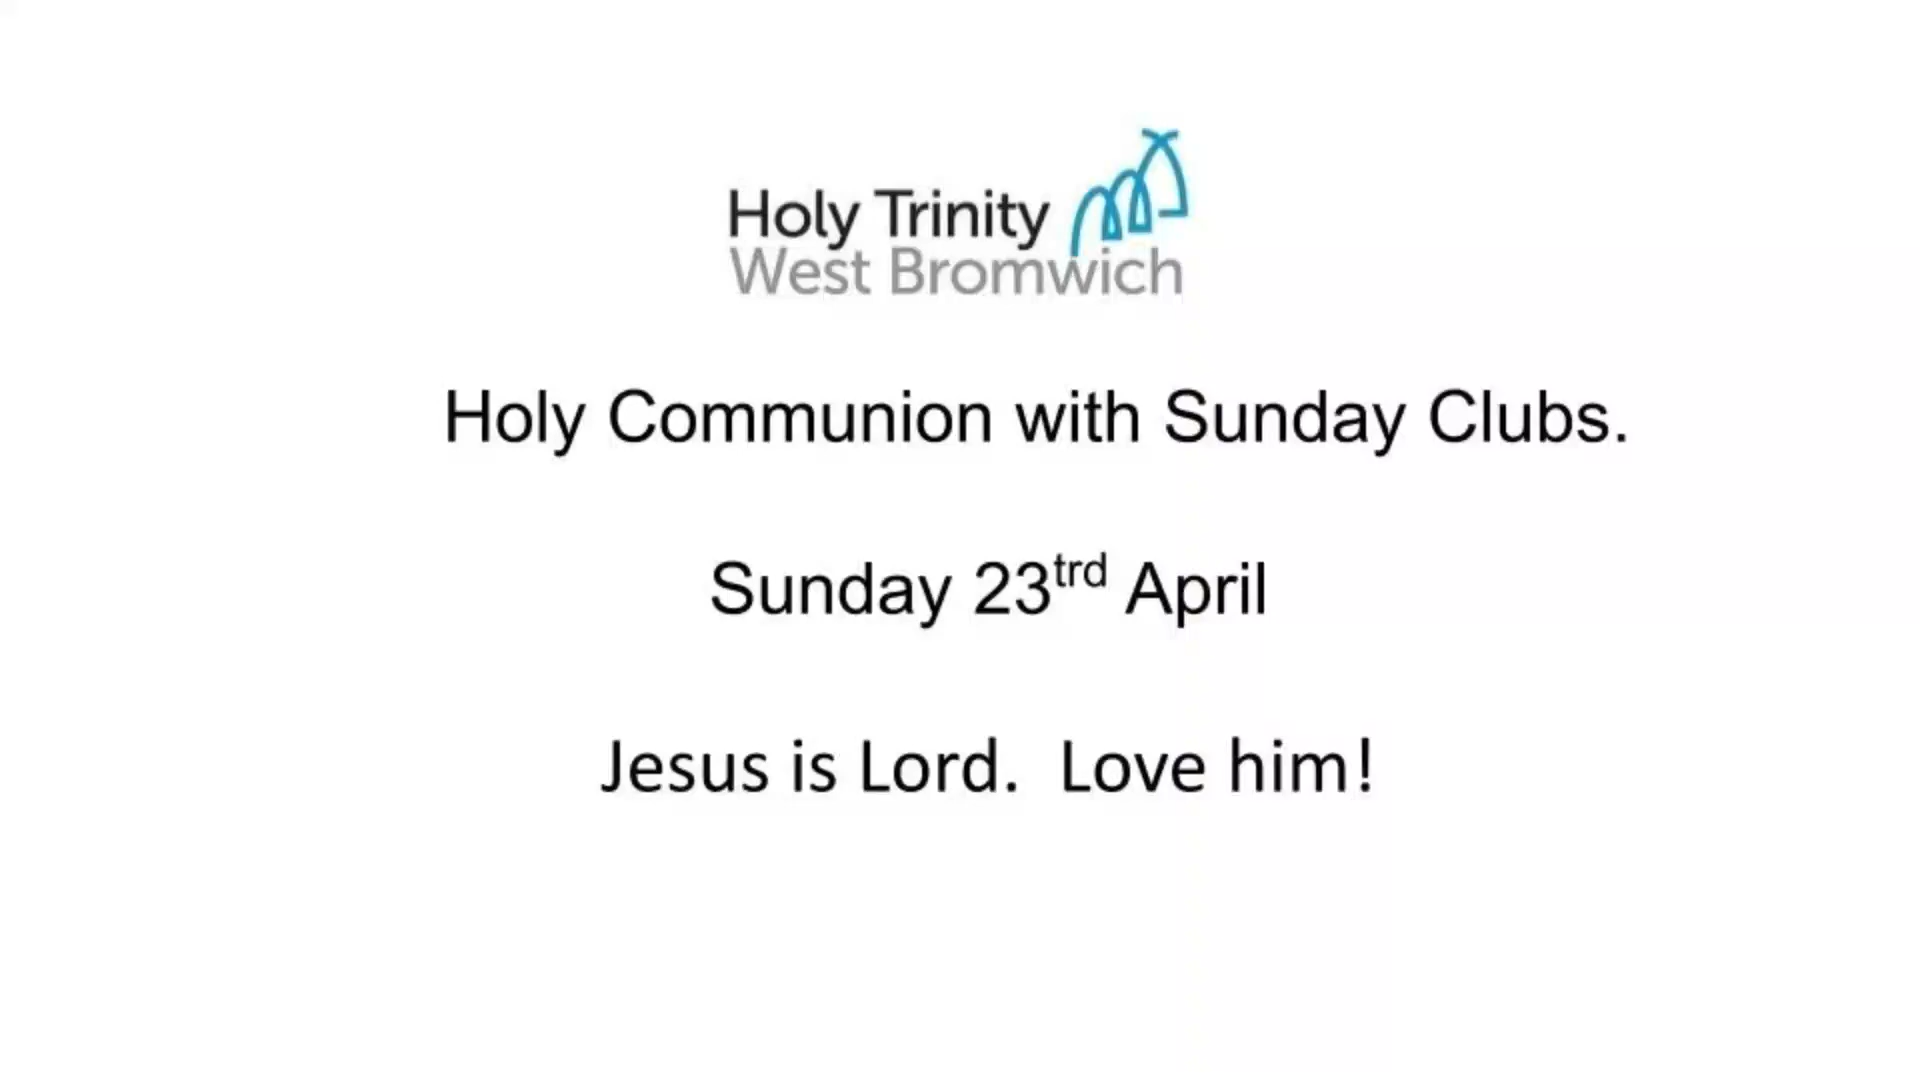 Holy Trinity
West Bromwich
Holy Communion with Sunday Clubs.
Sunday 23trd April
Jesus is Lord.  Love him!